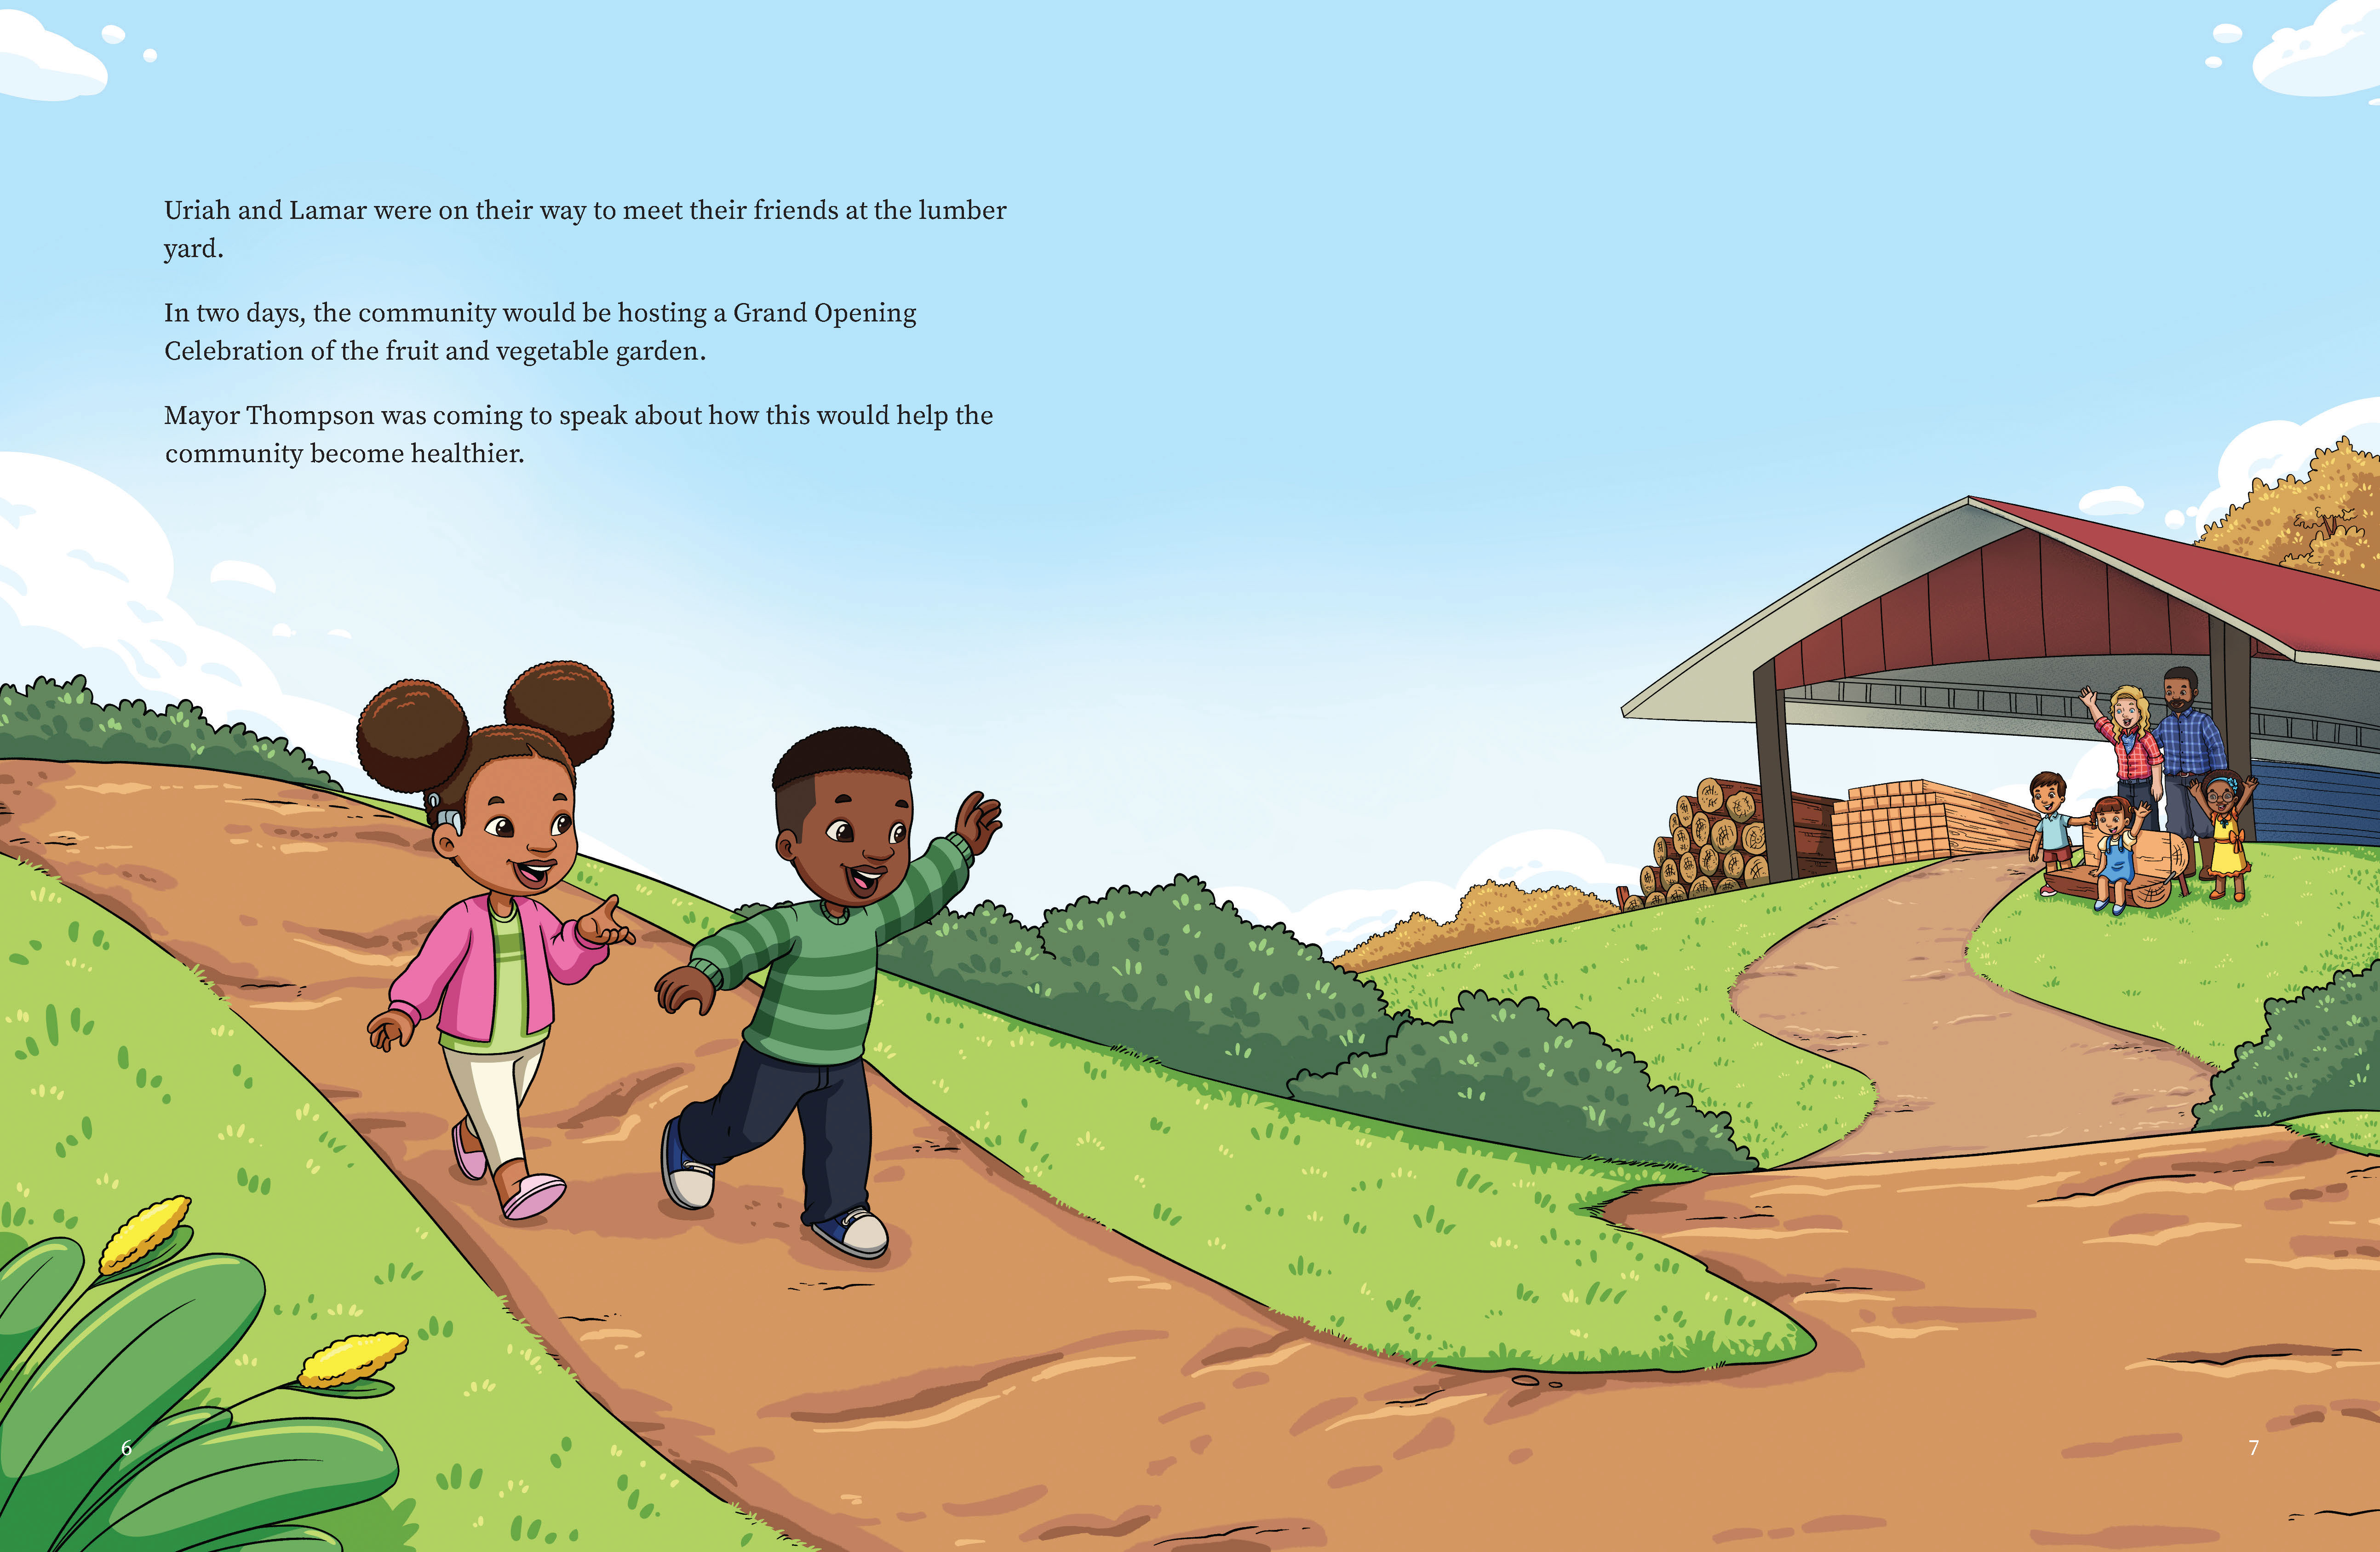 Uriah and Lamar were on their way to meet their friends at the lumber
yard.
In two days, the community would be hosting a Grand Opening
Celebration of the fruit and vegetable garden.
Mayor Thompson was coming to speak about how this would help the
community become healthier.
6
7